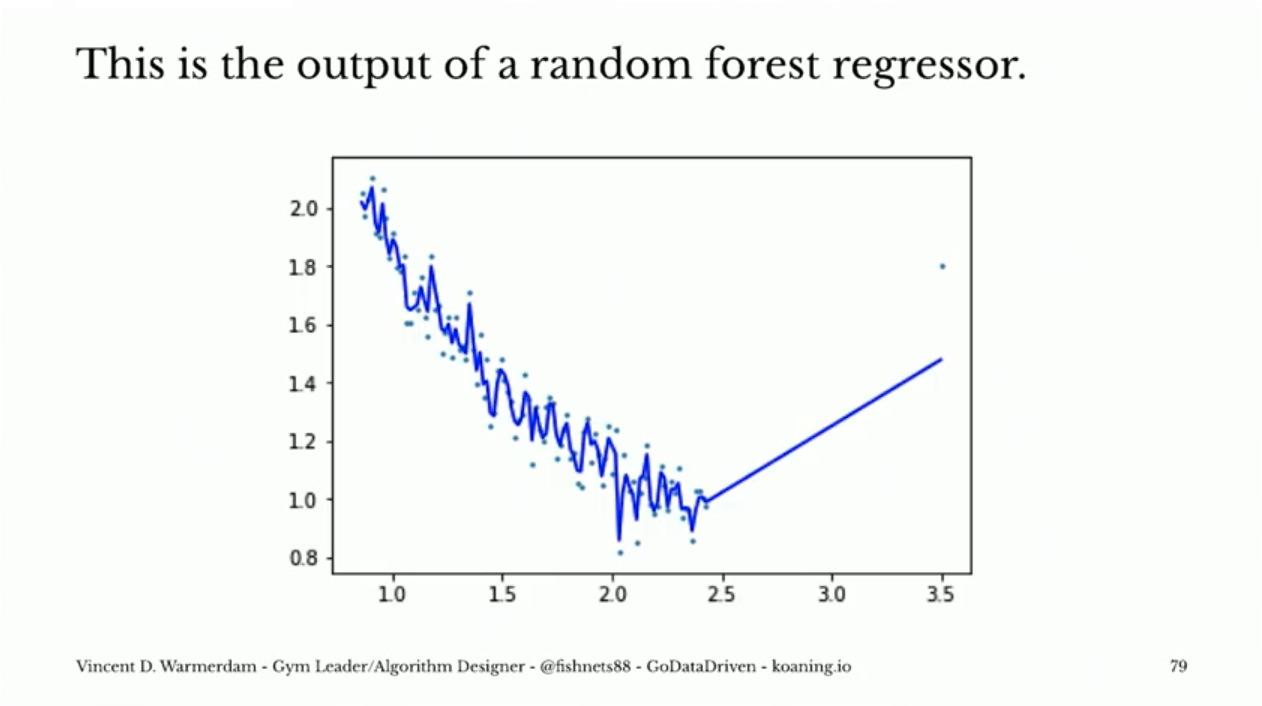 This is the output of a random forest regressor.
2.0
1.8
1.6
1.4
1.2
1.0
0.8
1.0 1.5 2.0 2.5 3.0 3.5
Vincent D. Warmerdam - Gym Leader/Algorithm Designer - @fishnets88 - GoDataDriven - koaning.io 79